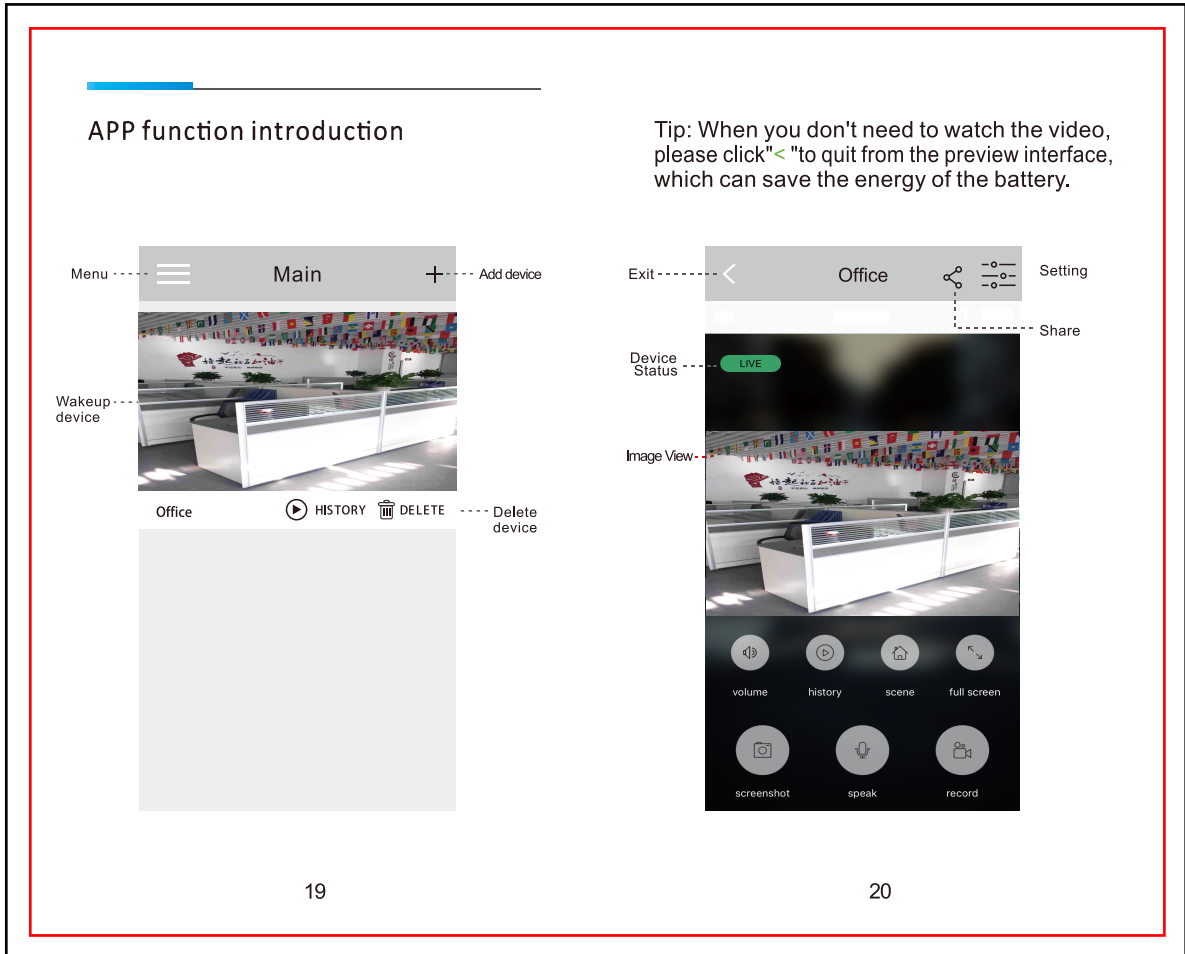 APP function introduction
Menu
Main
Add device
Wakeup
device
Office
HISTORY
DELETE
Delete
device
19
Tip: When you don't need to watch the video,
please click"< "to quit from the preview interface,
which can save the energy of the battery.
Exit
Office
Setting
Share
Device
Status
LIVE
Image View
volume
history
scene
full screen
screenshot
speak
record
20